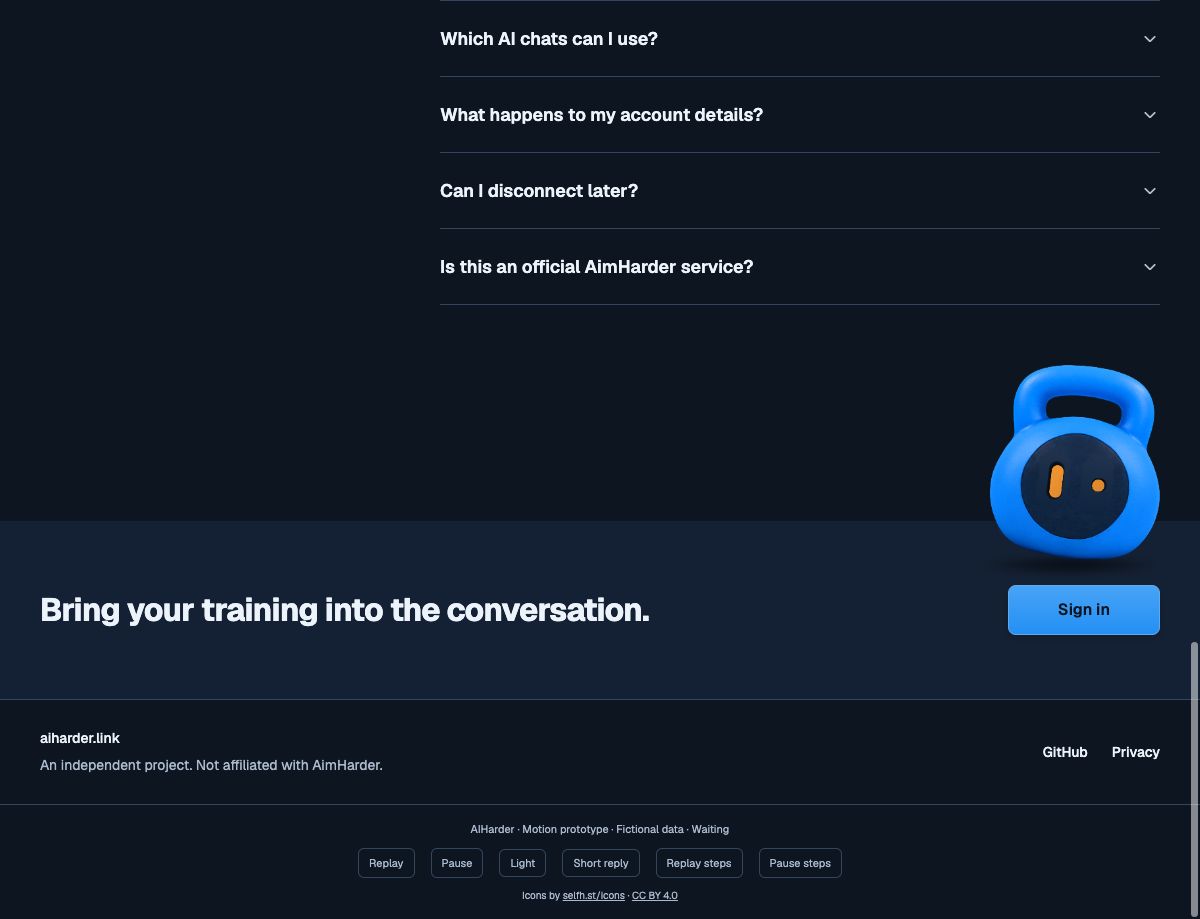 Which AI chats can I use?
What happens to my account details?
Can I disconnect later?
Is this an official AimHarder service?
Bring your training into the conversation.
Sign in
aiharder.link
An independent project. Not affiliated with AimHarder.
GitHub
Privacy
AIHarder · Motion prototype · Fictional data · Waiting
Replay
Pause
Light
Short reply
Replay steps
Pause steps
Icons by selfh.st/icons · CC BY 4.0